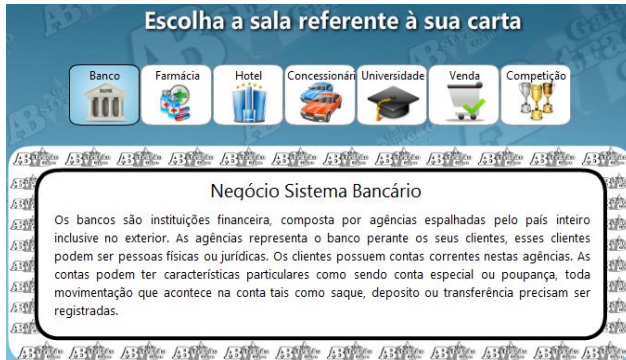 Escolha a sala referente à sua carta
Banco Farmácia Hotel Concessionári Universidade Venda Competição
BANK
Negócio Sistema Bancário
Os bancos são instituições financeira, composta por agências espalhadas pelo país inteiro
inclusive no exterior. As agências representa o banco perante os seus clientes, esses clientes
podem ser pessoas físicas ou jurídicas. Os clientes possuem contas correntes nestas agências. As
contas podem ter características particulares como sendo conta especial ou poupança, toda
movimentação que acontece na conta tais como saque, deposito ou transferência precisam ser
registradas.